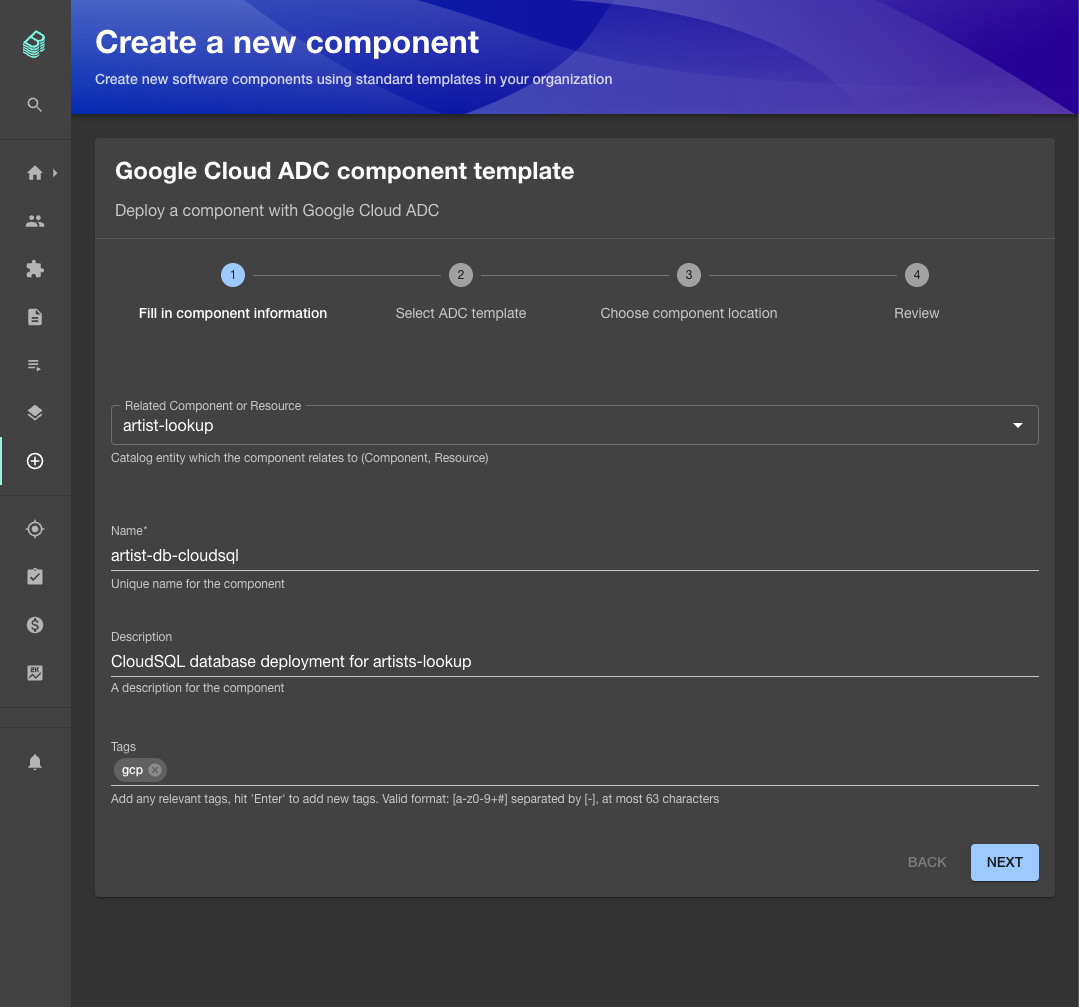 Create a new component
Create new software components using standard templates in your organization
Google Cloud ADC component template
Deploy a component with Google Cloud ADC
1
2
3
4
Fill in component information
Select ADC template
Choose component location
Review
Related Component or Resource
artist-lookup
Catalog entity which the component relates to (Component, Resource)
Name*
artist-db-cloudsql
Unique name for the component
Description
CloudSQL database deployment for artists-lookup
A description for the component
Tags
gcp
Add any relevant tags, hit 'Enter' to add new tags. Valid format: [a-z0-9+#] separated by [-], at most 63 characters
BACK
NEXT